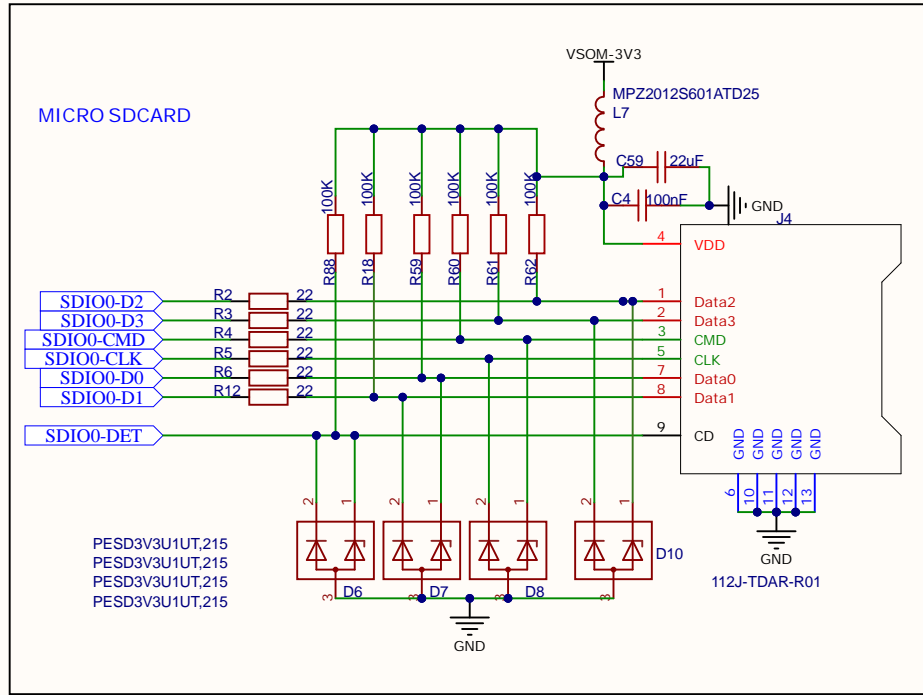 VSOM-3V3
MPZ2012S601ATD25
L7
MICRO SDCARD
C59 22uF
C4 100nF
GND
J4
100K 100K 100K 100K 100K 100K
R88 R18 R59 R60 R61 R62
4 VDD
SDIO0-D2 R2 22 1 Data2
SDIO0-D3 R3 22 2 Data3
SDIO0-CMD R4 22 3 CMD
SDIO0-CLK R5 22 5 CLK
SDIO0-D0 R6 22 7 Data0
SDIO0-D1 R12 22 8 Data1
SDIO0-DET 9 CD
GND GND GND GND GND
6 10 11 12 13
2 1 2 1 2 1 2 1
GND
112J-TDAR-R01
PESD3V3U1UT,215
PESD3V3U1UT,215
PESD3V3U1UT,215
PESD3V3U1UT,215
D10
3 D6 3 D7 3 D8 3
GND